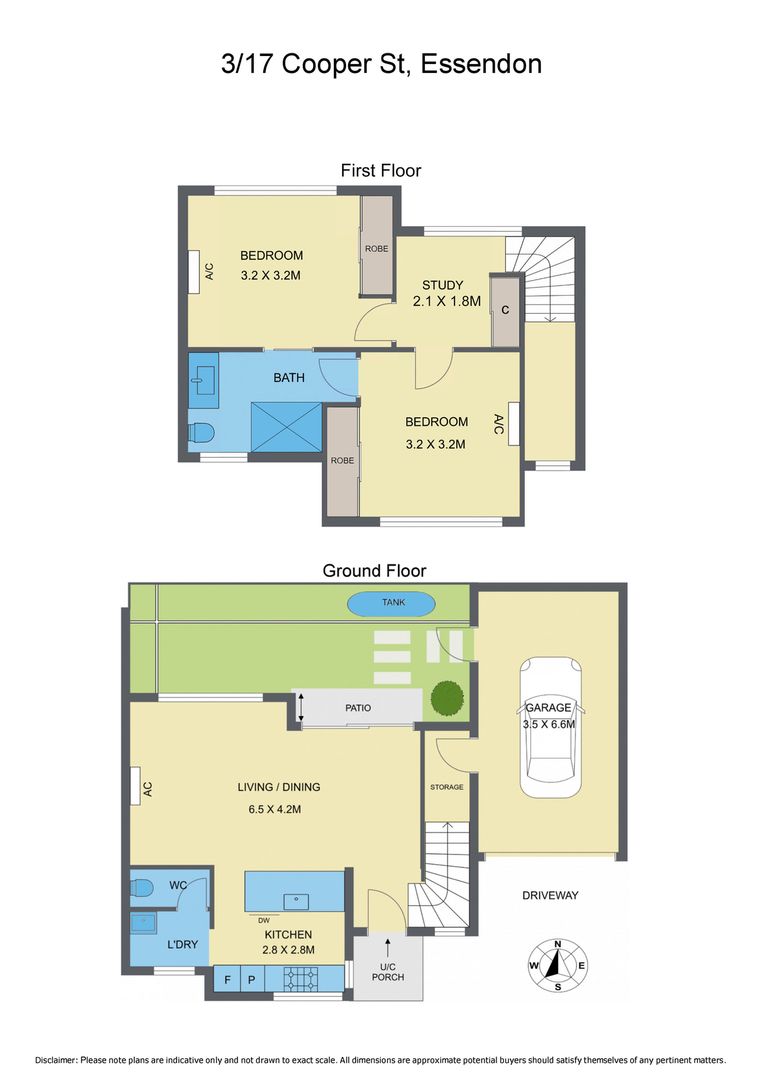 3/17 Cooper St, Essendon
First Floor
BEDROOM
3.2 X 3.2M
A/C
ROBE
STUDY
2.1 X 1.8M
C
BATH
BEDROOM
3.2 X 3.2M
A/C
ROBE
Ground Floor
TANK
PATIO
GARAGE
3.5 X 6.6M
AC
LIVING / DINING
6.5 X 4.2M
STORAGE
WC
L'DRY
DW
KITCHEN
2.8 X 2.8M
F
P
U/C
PORCH
DRIVEWAY
N
W
E
S
Disclaimer: Please note plans are indicative only and not drawn to exact scale. All dimensions are approximate potential buyers should satisfy themselves of any pertinent matters.